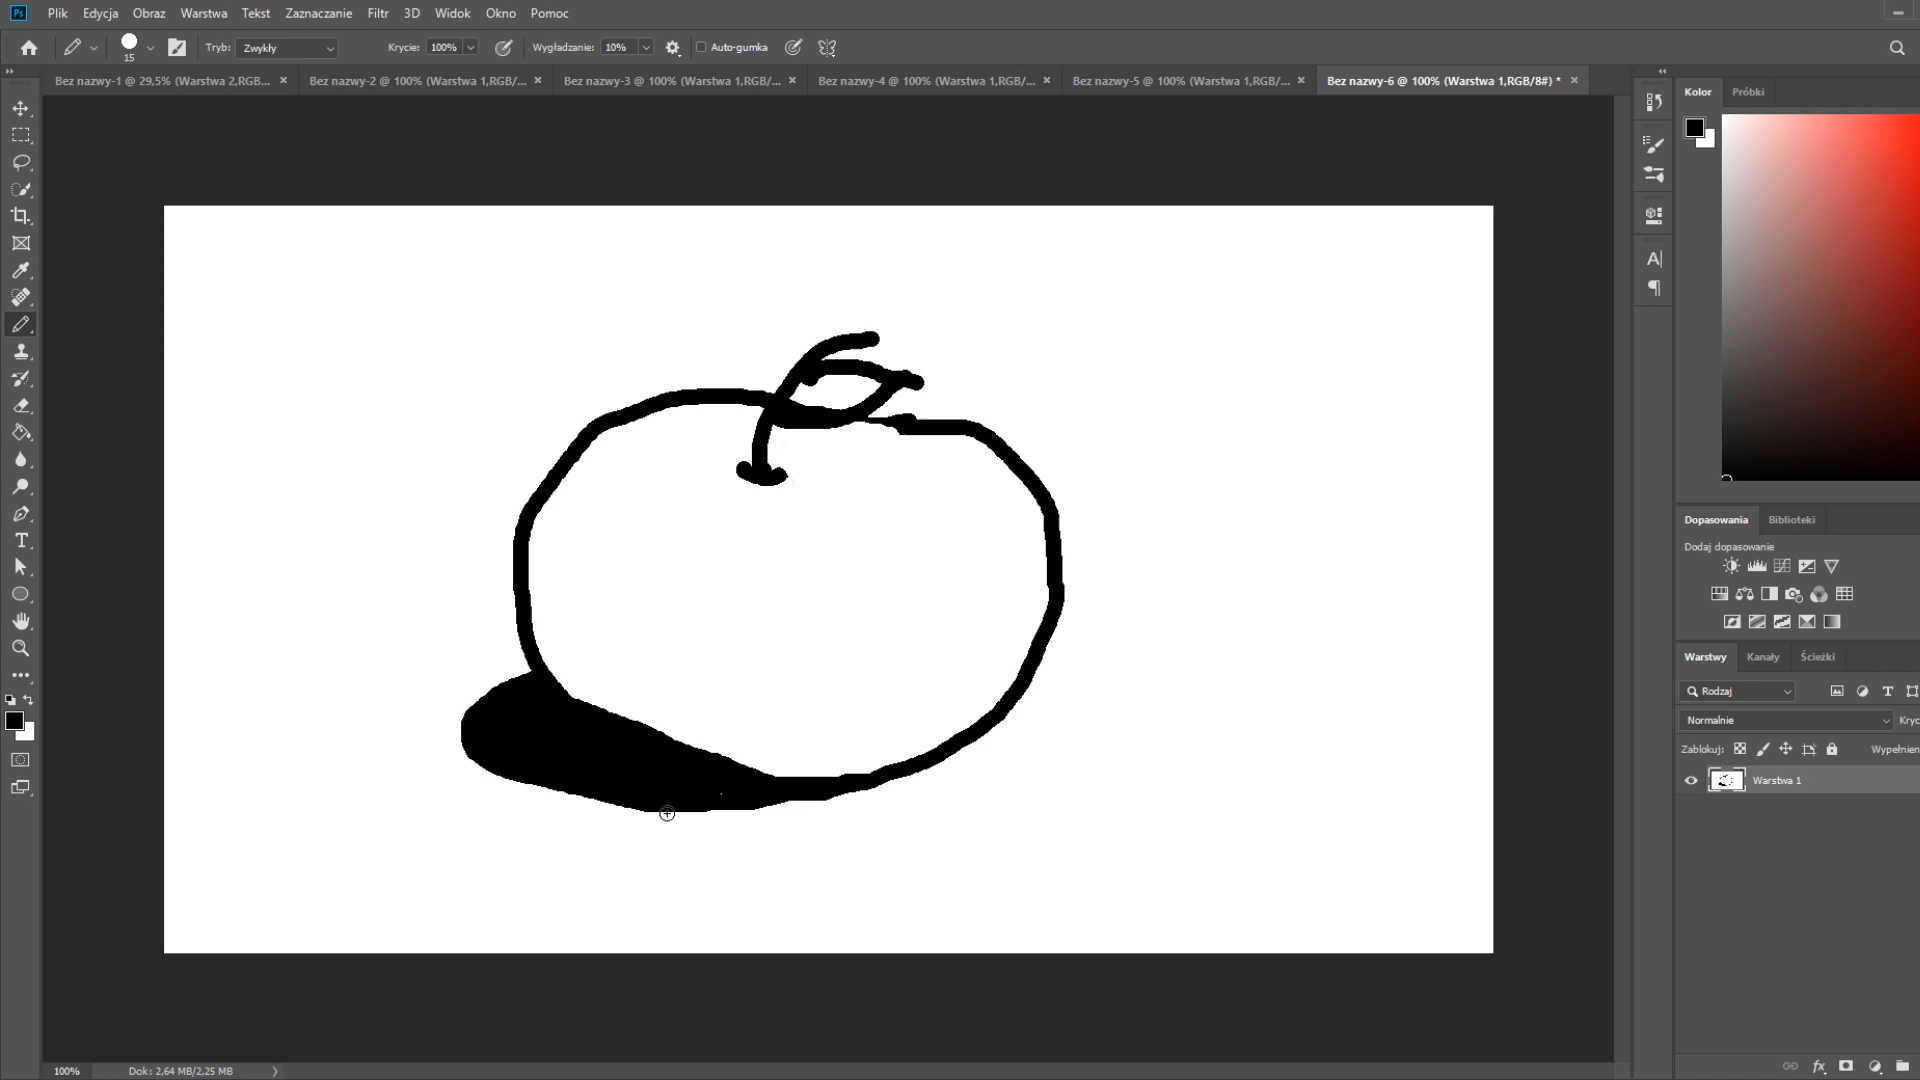 Ps Plik Edycja Obraz Warstwa Tekst Zaznaczanie Filtr 3D Widok Okno Pomoc
15 Tryb: Zwykły Krycie: 100% Wygładzanie: 10% Auto-gumka
Bez nazwy-1 @ 29,5% (Warstwa 2,RGB... Bez nazwy-2 @ 100% (Warstwa 1,RGB/... Bez nazwy-3 @ 100% (Warstwa 1,RGB/... Bez nazwy-4 @ 100% (Warstwa 1,RGB/... Bez nazwy-5 @ 100% (Warstwa 1,RGB/... Bez nazwy-6 @ 100% (Warstwa 1,RGB/8#) *
Kolor Próbki
Dopasowania Biblioteki
Dodaj dopasowanie
Warstwy Kanały Ścieżki
Rodzaj
Normalnie Kryc
Zablokuj: Wypełnien
Warstwa 1
100% Dok: 2,64 MB/2,25 MB
fx